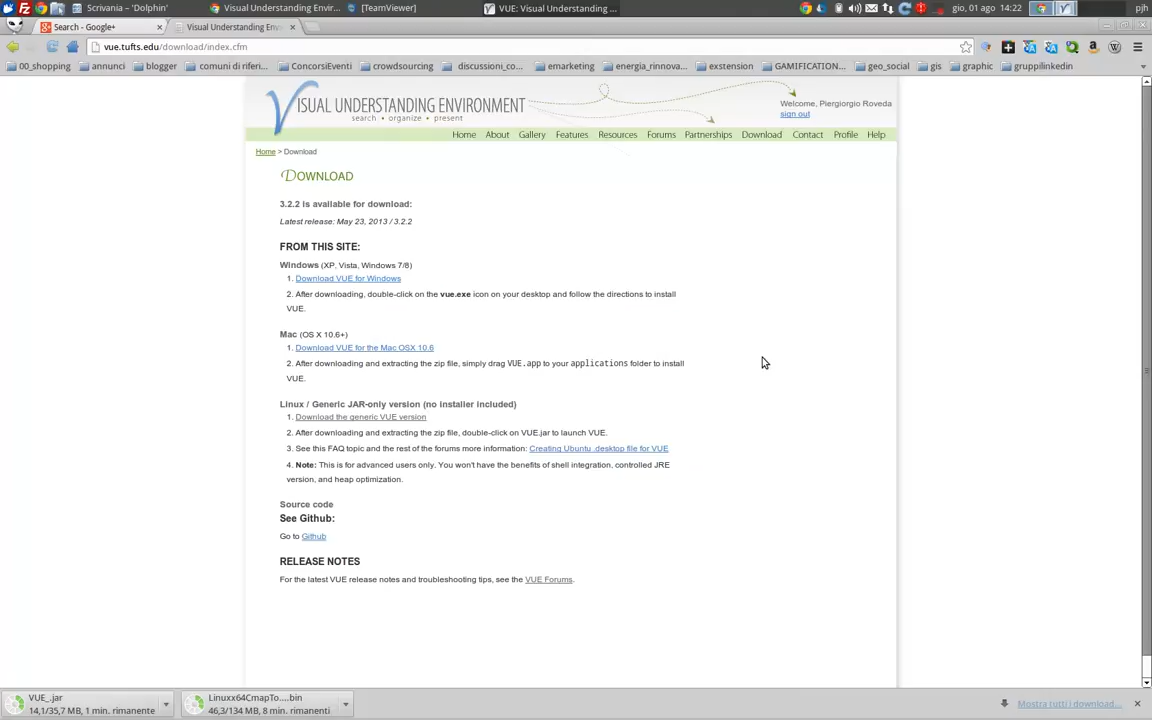 Scrivania – 'Dolphin'
Visual Understanding Envir...
[TeamViewer]
VUE: Visual Understanding ...
gio, 01 ago 14:22
pjh
Search - Google+
Visual Understanding Env
vue.tufts.edu/download/index.cfm
00_shopping
annunci
blogger
comuni di riferi...
ConcorsiEventi
crowdsourcing
discussioni_co...
emarketing
energia_rinnova...
exstension
GAMIFICATION...
geo_social
gis
graphic
gruppilinkedin
VISUAL UNDERSTANDING ENVIRONMENT
search • organize • present
Welcome, Piergiorgio Roveda
sign out
Home About Gallery Features Resources Forums Partnerships Download Contact Profile Help
Home > Download
DOWNLOAD
3.2.2 is available for download:
Latest release: May 23, 2013 / 3.2.2
FROM THIS SITE:
Windows (XP, Vista, Windows 7/8)
1. Download VUE for Windows
2. After downloading, double-click on the vue.exe icon on your desktop and follow the directions to install
VUE.
Mac (OS X 10.6+)
1. Download VUE for the Mac OSX 10.6
2. After downloading and extracting the zip file, simply drag VUE.app to your applications folder to install
VUE.
Linux / Generic JAR-only version (no installer included)
1. Download the generic VUE version
2. After downloading and extracting the zip file, double-click on VUE.jar to launch VUE.
3. See this FAQ topic and the rest of the forums more information: Creating Ubuntu .desktop file for VUE
4. Note: This is for advanced users only. You won't have the benefits of shell integration, controlled JRE
version, and heap optimization.
Source code
See Github:
Go to Github
RELEASE NOTES
For the latest VUE release notes and troubleshooting tips, see the VUE Forums.
VUE_.jar
14,1/35,7 MB, 1 min. rimanente
Linuxx64CmapTo....bin
46,3/134 MB, 8 min. rimanenti
Mostra tutti i download...